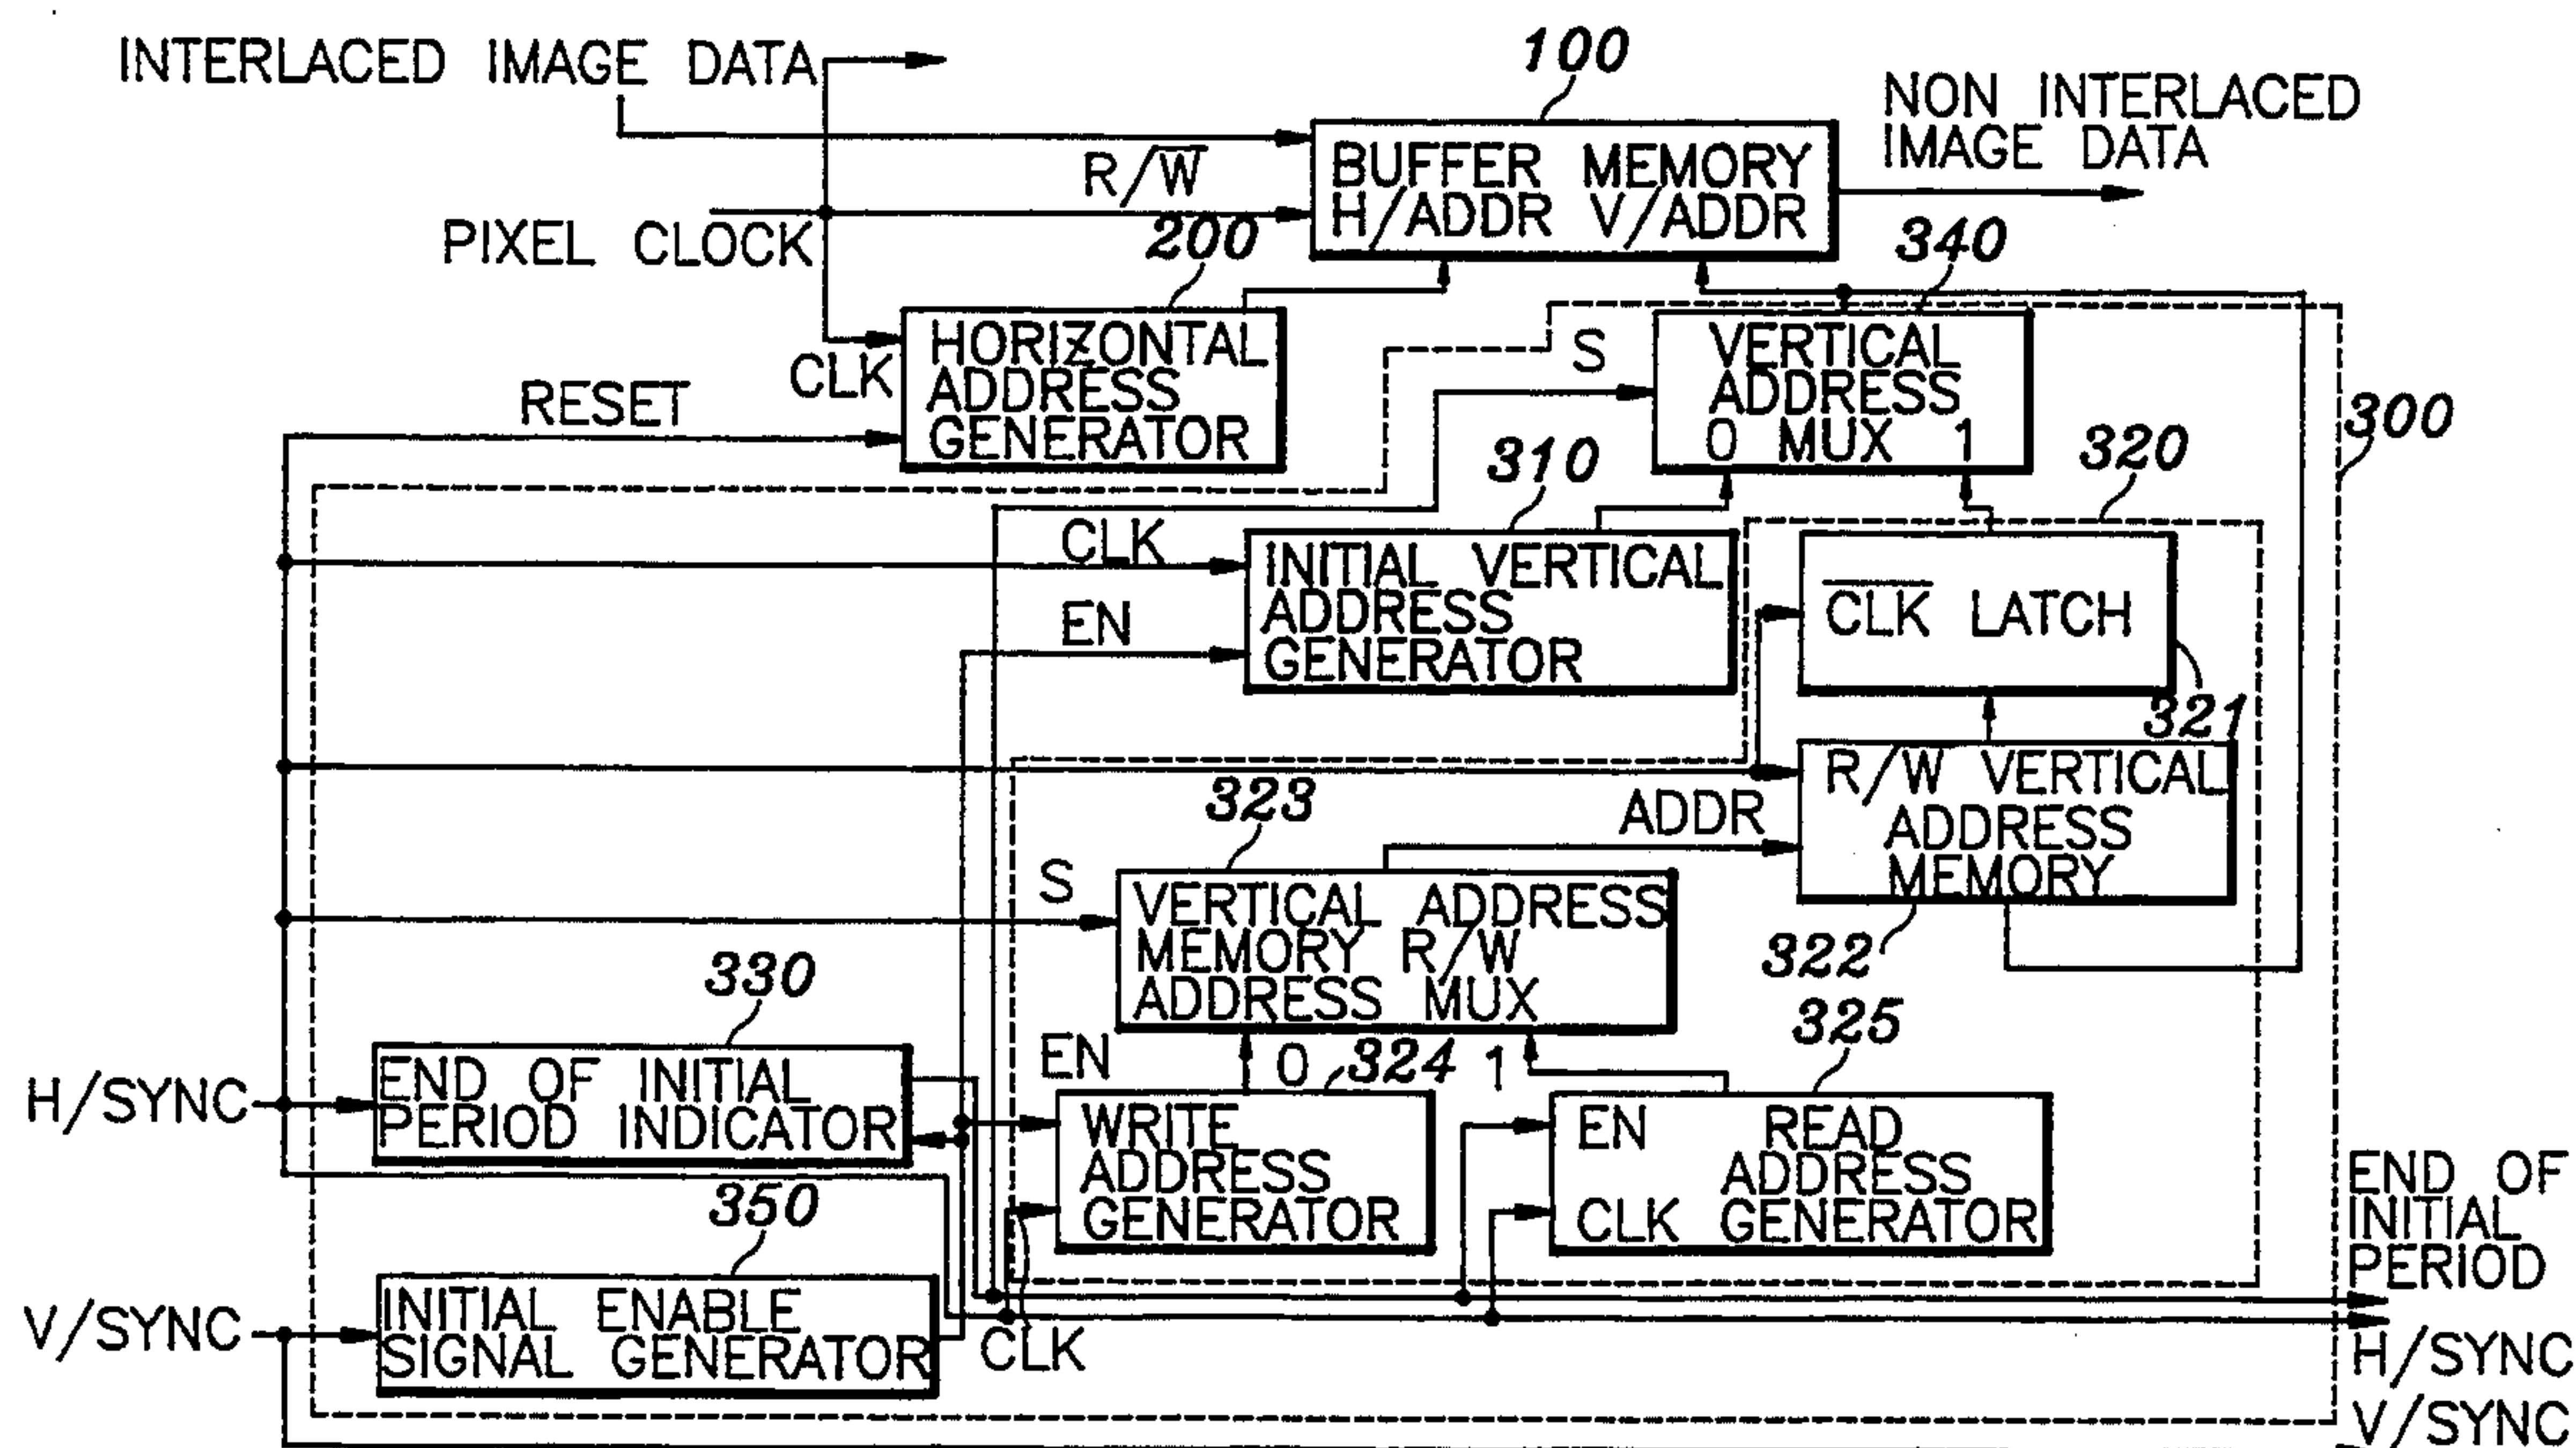 INTERLACED IMAGE DATA
100
NON INTERLACED
IMAGE DATA
R/W̅
BUFFER MEMORY
H/ADDR V/ADDR
PIXEL CLOCK
200
340
CLK
HORIZONTAL
ADDRESS
GENERATOR
S
VERTICAL
ADDRESS
0 MUX 1
RESET
300
310
320
CLK
EN
INITIAL VERTICAL
ADDRESS
GENERATOR
C̅L̅K̅ LATCH
321
323
ADDR
R/W VERTICAL
ADDRESS
MEMORY
S
VERTICAL ADDRESS
MEMORY R/W
ADDRESS MUX
322
330
325
EN
0
324
1
H/SYNC
END OF INITIAL
PERIOD INDICATOR
WRITE
ADDRESS
GENERATOR
EN READ
ADDRESS
CLK GENERATOR
END OF
INITIAL
PERIOD
350
V/SYNC
INITIAL ENABLE
SIGNAL GENERATOR
CLK
H/SYNC
V/SYNC